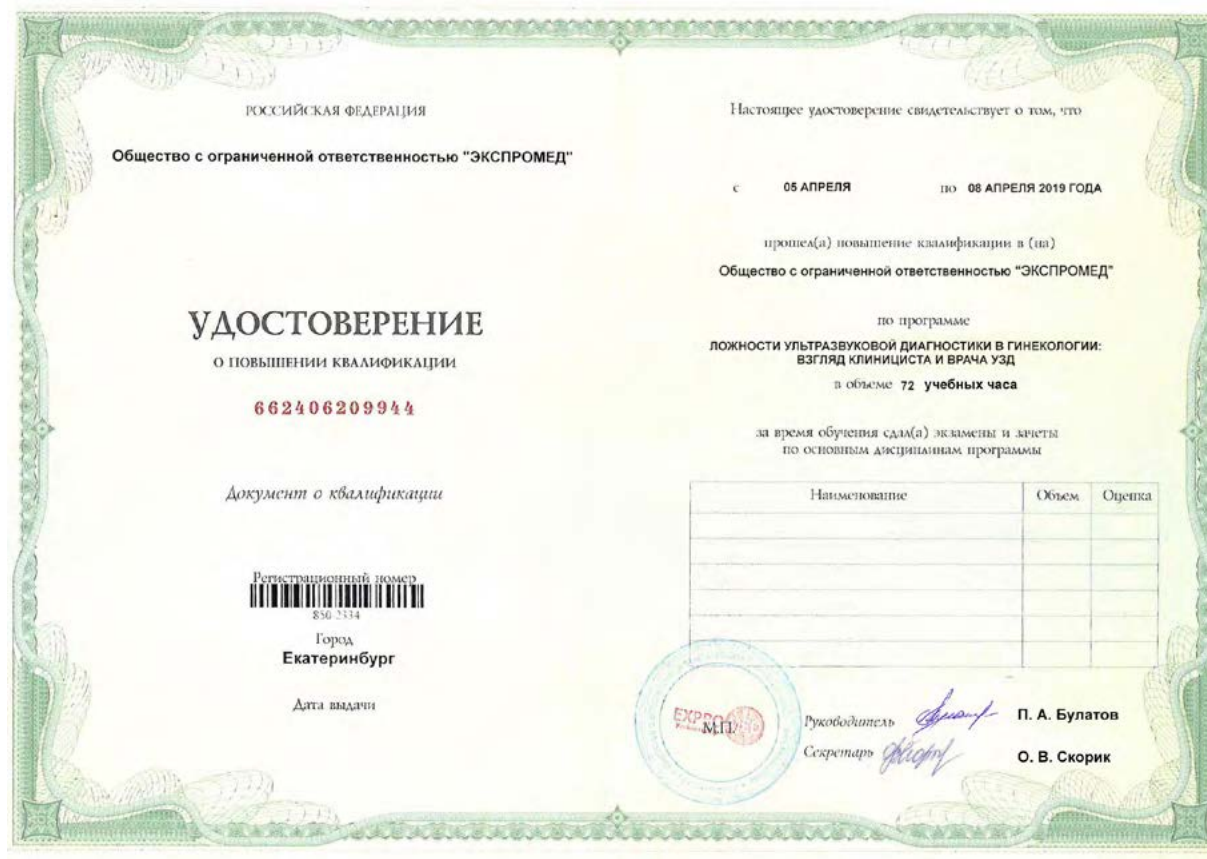 РОССИЙСКАЯ ФЕДЕРАЦИЯ
Общество с ограниченной ответственностью "ЭКСПРОМЕД"
УДОСТОВЕРЕНИЕ
О ПОВЫШЕНИИ КВАЛИФИКАЦИИ
662406209944
Документ о квалификации
Регистрационный номер
850 2334
Город
Екатеринбург
Дата выдачи
Настоящее удостоверение свидетельствует о том, что
с 05 АПРЕЛЯ по 08 АПРЕЛЯ 2019 ГОДА
прошел(а) повышение квалификации в (на)
Общество с ограниченной ответственностью "ЭКСПРОМЕД"
по программе
ЛОЖНОСТИ УЛЬТРАЗВУКОВОЙ ДИАГНОСТИКИ В ГИНЕКОЛОГИИ:
ВЗГЛЯД КЛИНИЦИСТА И ВРАЧА УЗД
в объеме 72 учебных часа
за время обучения сдал(а) экзамены и зачеты
по основным дисциплинам программы
Наименование Объем Оценка
М.П.
Руководитель П. А. Булатов
Секретарь О. В. Скорик